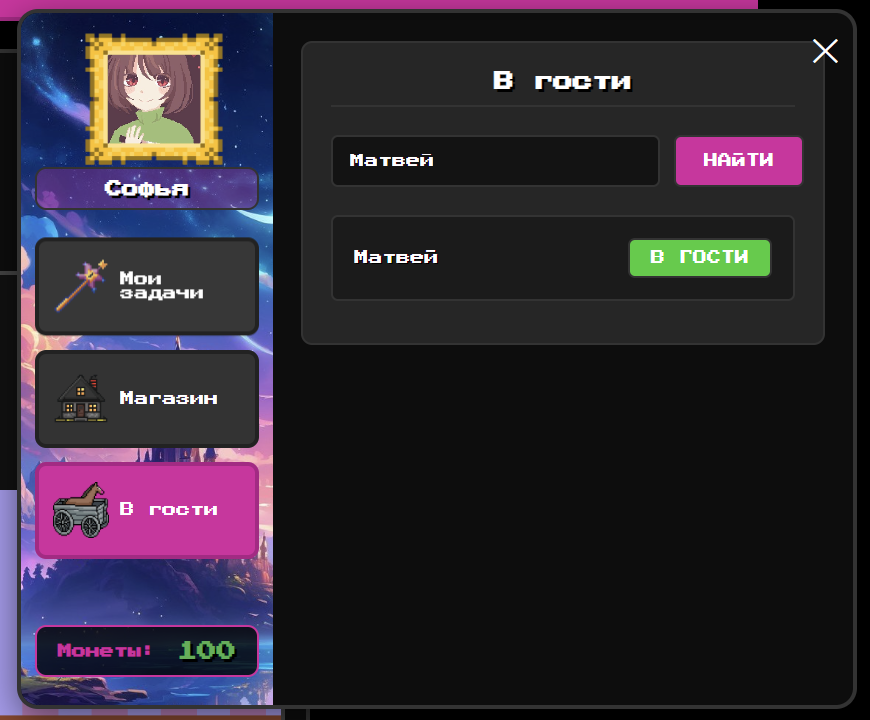 Софья
Мои
задачи
Магазин
В гости
Монеты: 100
В гости
Матвей
НАЙТИ
Матвей
В ГОСТИ